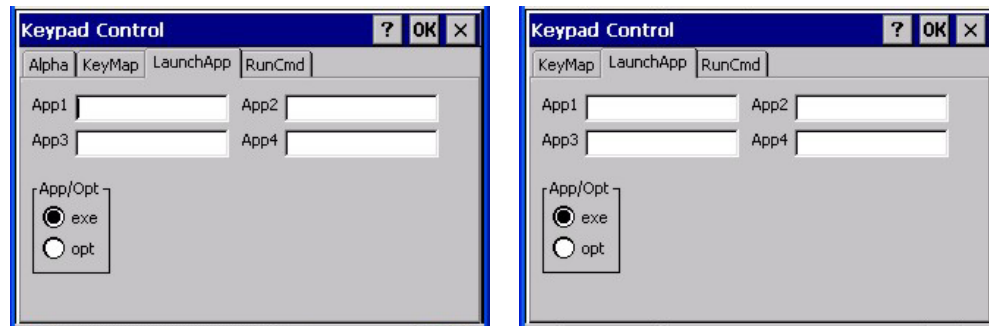 Keypad Control ? OK ×
Alpha KeyMap LaunchApp RunCmd
App1 App2
App3 App4
App/Opt
exe
opt
Keypad Control ? OK ×
KeyMap LaunchApp RunCmd
App1 App2
App3 App4
App/Opt
exe
opt